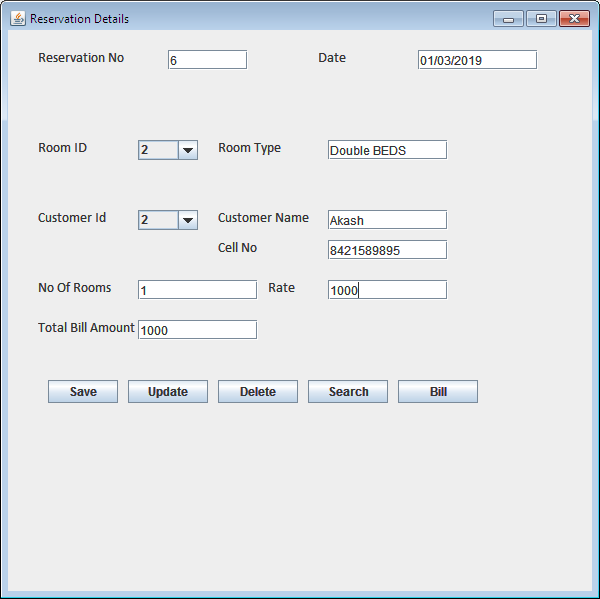 Reservation Details
Reservation No 6 Date 01/03/2019
Room ID 2 Room Type Double BEDS
Customer Id 2 Customer Name Akash
Cell No 8421589895
No Of Rooms 1 Rate 1000
Total Bill Amount 1000
Save Update Delete Search Bill